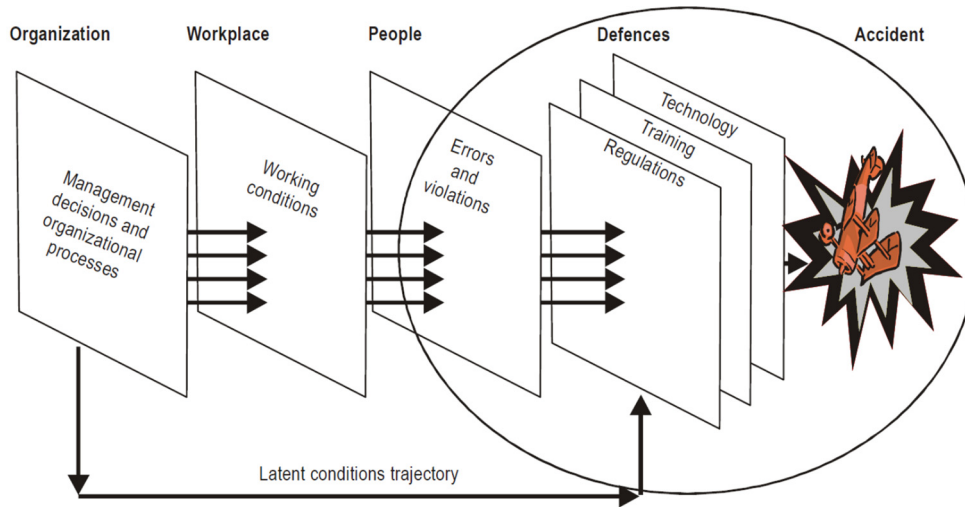 Organization
Workplace
People
Defences
Accident
Management
decisions and
organizational
processes
Working
conditions
Errors
and
violations
Technology
Training
Regulations
Latent conditions trajectory